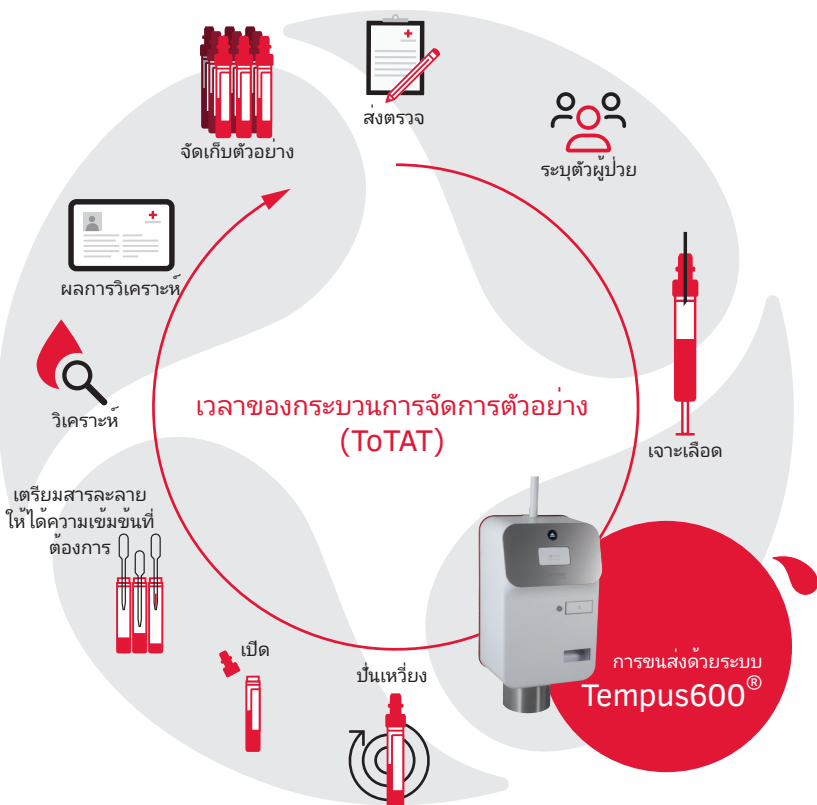 ส่งตรวจ
ระบุตัวผู้ป่วย
เจาะเลือด
การขนส่งด้วยระบบ
Tempus600®
ปั่นเหวี่ยง
เปิด
เตรียมสารละลาย
ให้ได้ความเข้มข้นที่
ต้องการ
วิเคราะห์
ผลการวิเคราะห์
จัดเก็บตัวอย่าง
เวลาของกระบวนการจัดการตัวอย่าง
(ToTAT)